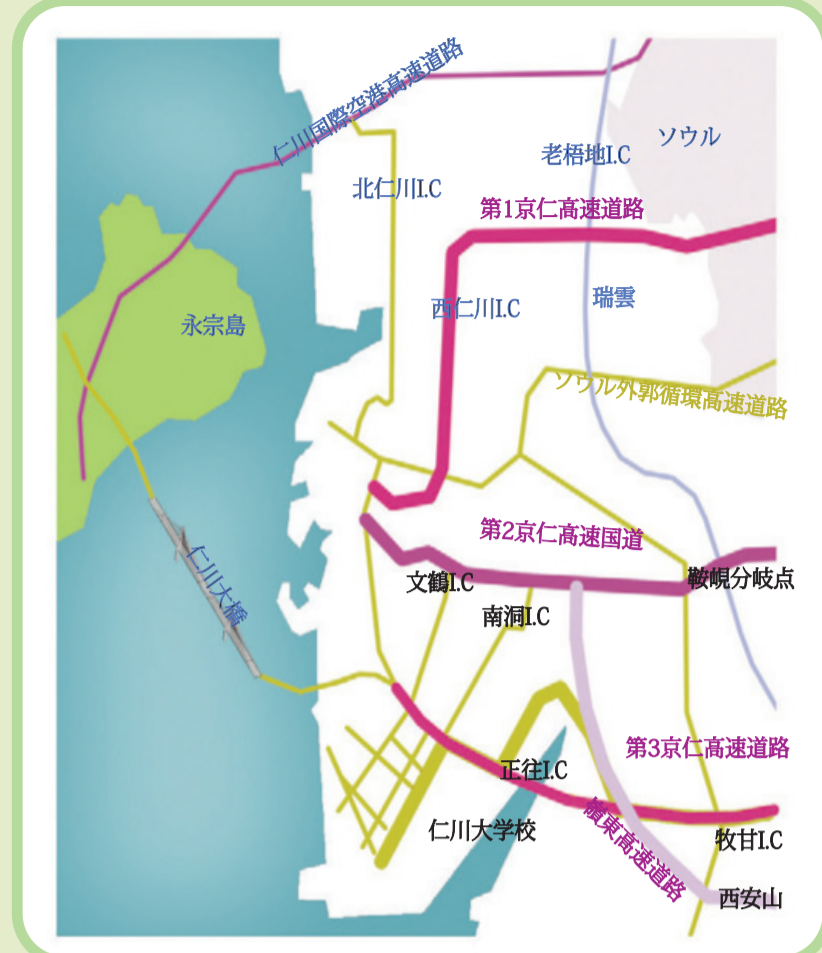 仁川国際空港高速道路
ソウル
老梧地I.C
北仁川I.C
第1京仁高速道路
瑞雲
西仁川I.C
永宗島
ソウル外郭循環高速道路
第2京仁高速国道
仁川大橋
文鶴I.C
鞍峴分岐点
南洞I.C
第3京仁高速道路
正往I.C
仁川大学校
嶺東高速道路
牧甘I.C
西安山